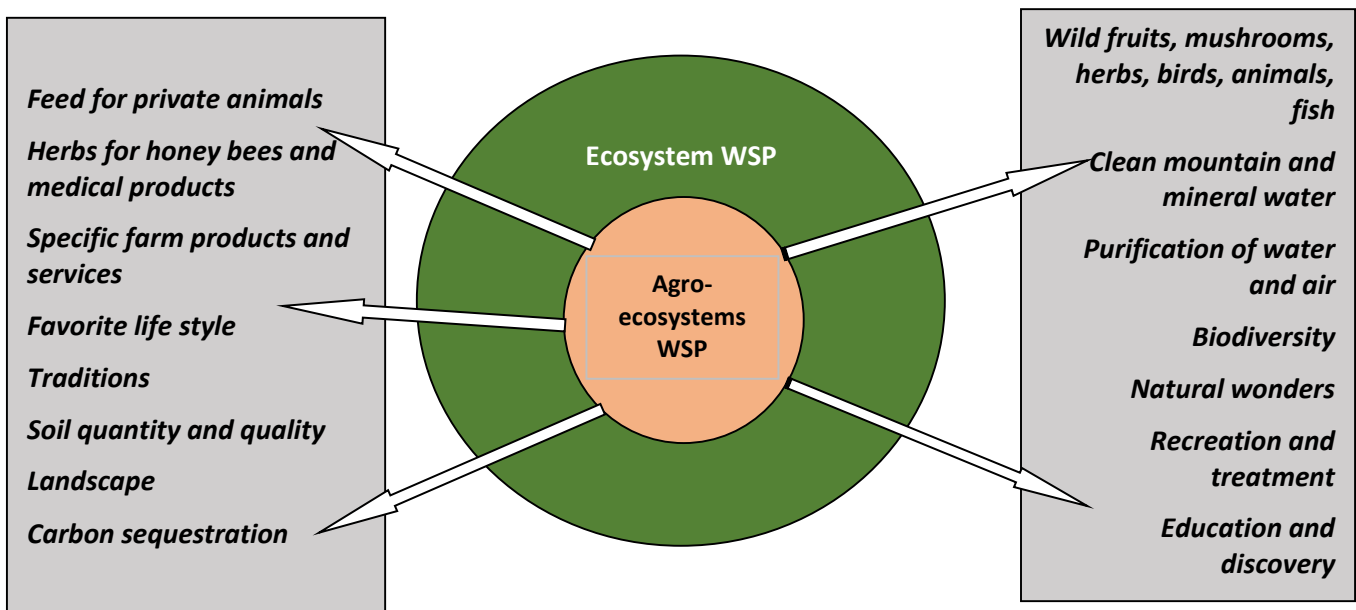 Feed for private animals
Herbs for honey bees and
medical products
Specific farm products and
services
Favorite life style
Traditions
Soil quantity and quality
Landscape
Carbon sequestration
Ecosystem WSP
Agro-
ecosystems
WSP
Wild fruits, mushrooms,
herbs, birds, animals,
fish
Clean mountain and
mineral water
Purification of water
and air
Biodiversity
Natural wonders
Recreation and
treatment
Education and
discovery